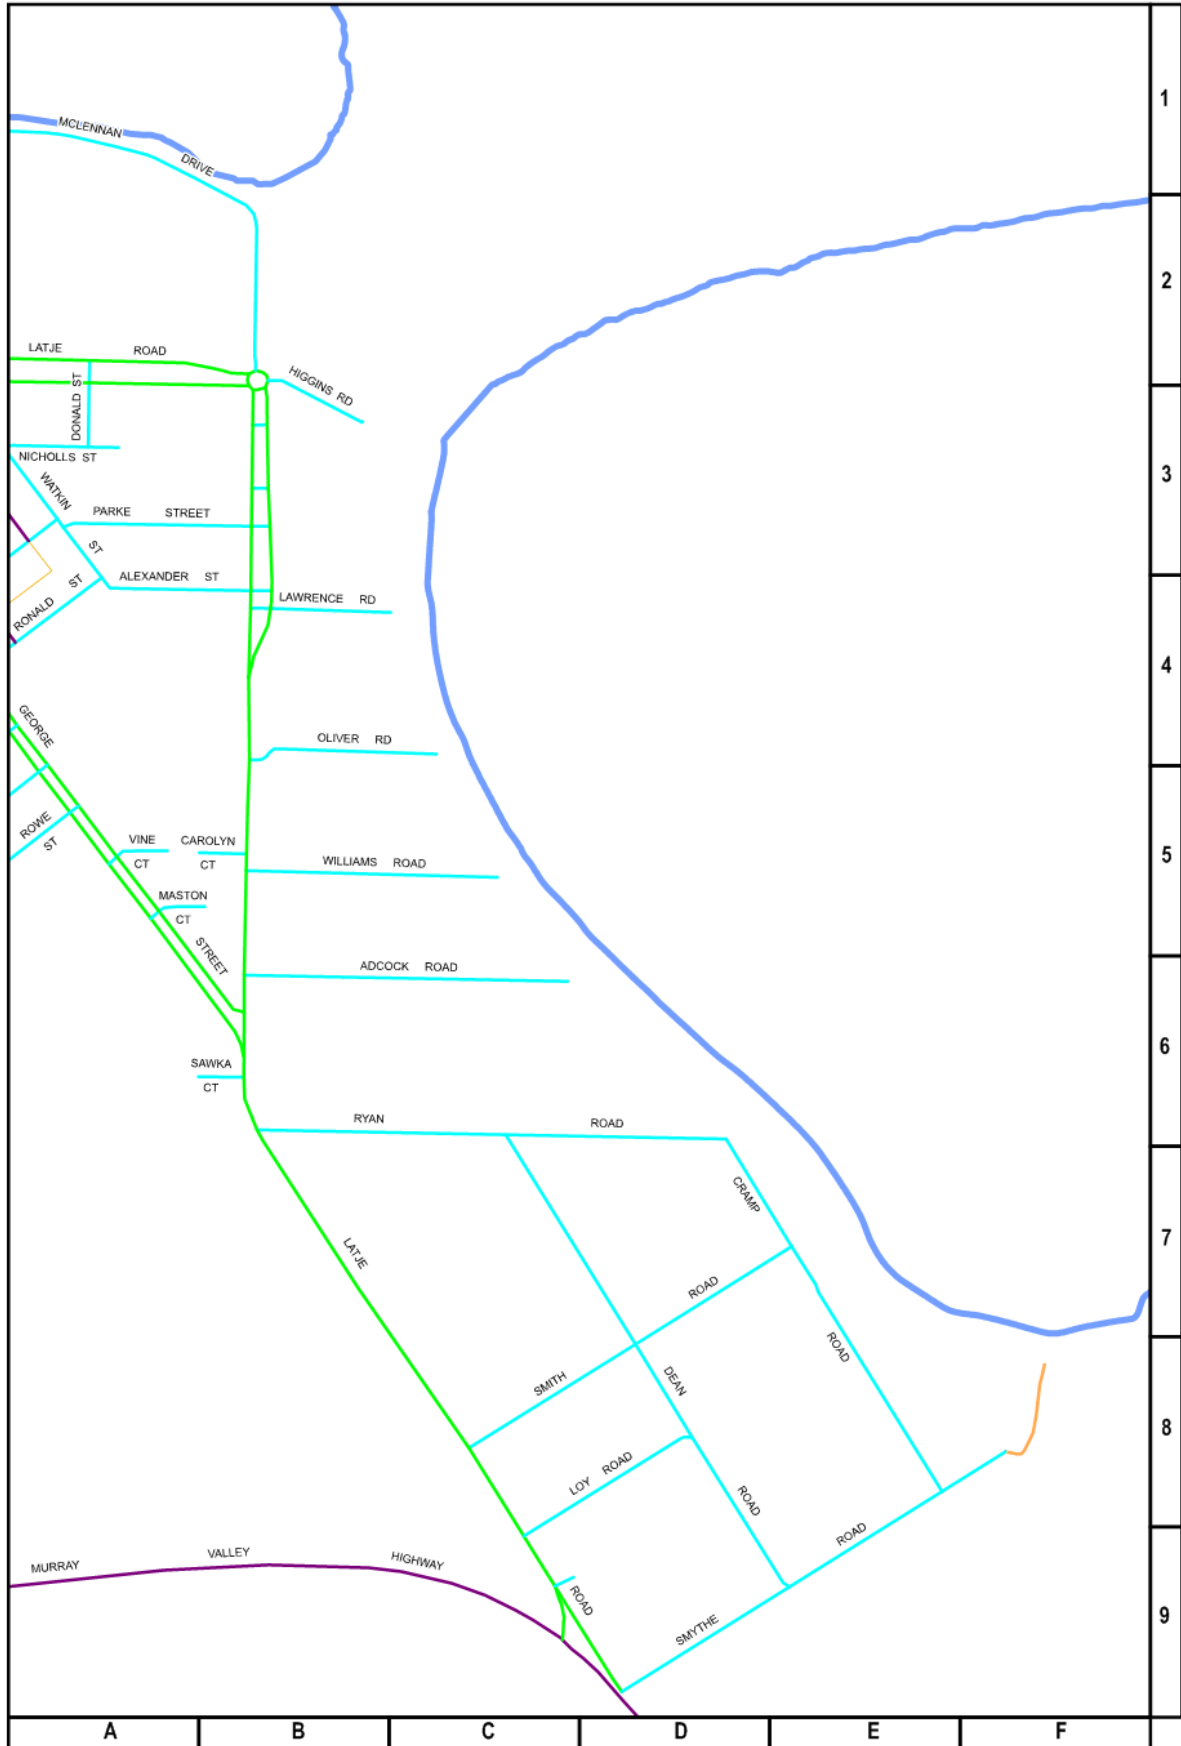 1
MCLENNAN
DRIVE
2
LATJE ROAD
HIGGINS RD
DONALD ST
NICHOLLS ST
3
WATKIN ST
PARKE STREET
ALEXANDER ST
LAWRENCE RD
RONALD ST
4
GEORGE
OLIVER RD
ROWE ST
VINE CT
CAROLYN CT
5
WILLIAMS ROAD
MASTON CT
STREET
ADCOCK ROAD
6
SAWKA CT
RYAN ROAD
CRAMP
7
LATJE
ROAD
ROAD
SMITH
DEAN
8
LOY ROAD
ROAD
ROAD
MURRAY VALLEY HIGHWAY
ROAD
9
SMYTHE
A B C D E F